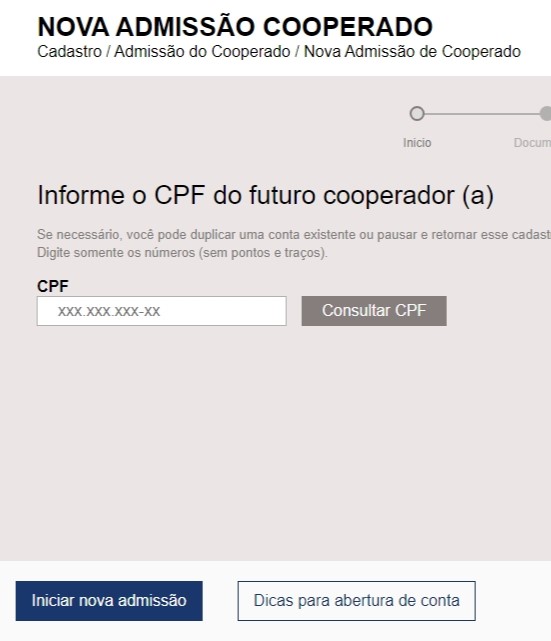 NOVA ADMISSÃO COOPERADO
Cadastro / Admissão do Cooperado / Nova Admissão de Cooperado
Inicio
Docum
Informe o CPF do futuro cooperador (a)
Se necessário, você pode duplicar uma conta existente ou pausar e retornar esse cadast
Digite somente os números (sem pontos e traços).
CPF
xxx.xxx.xxx-xx
Consultar CPF
Iniciar nova admissão
Dicas para abertura de conta